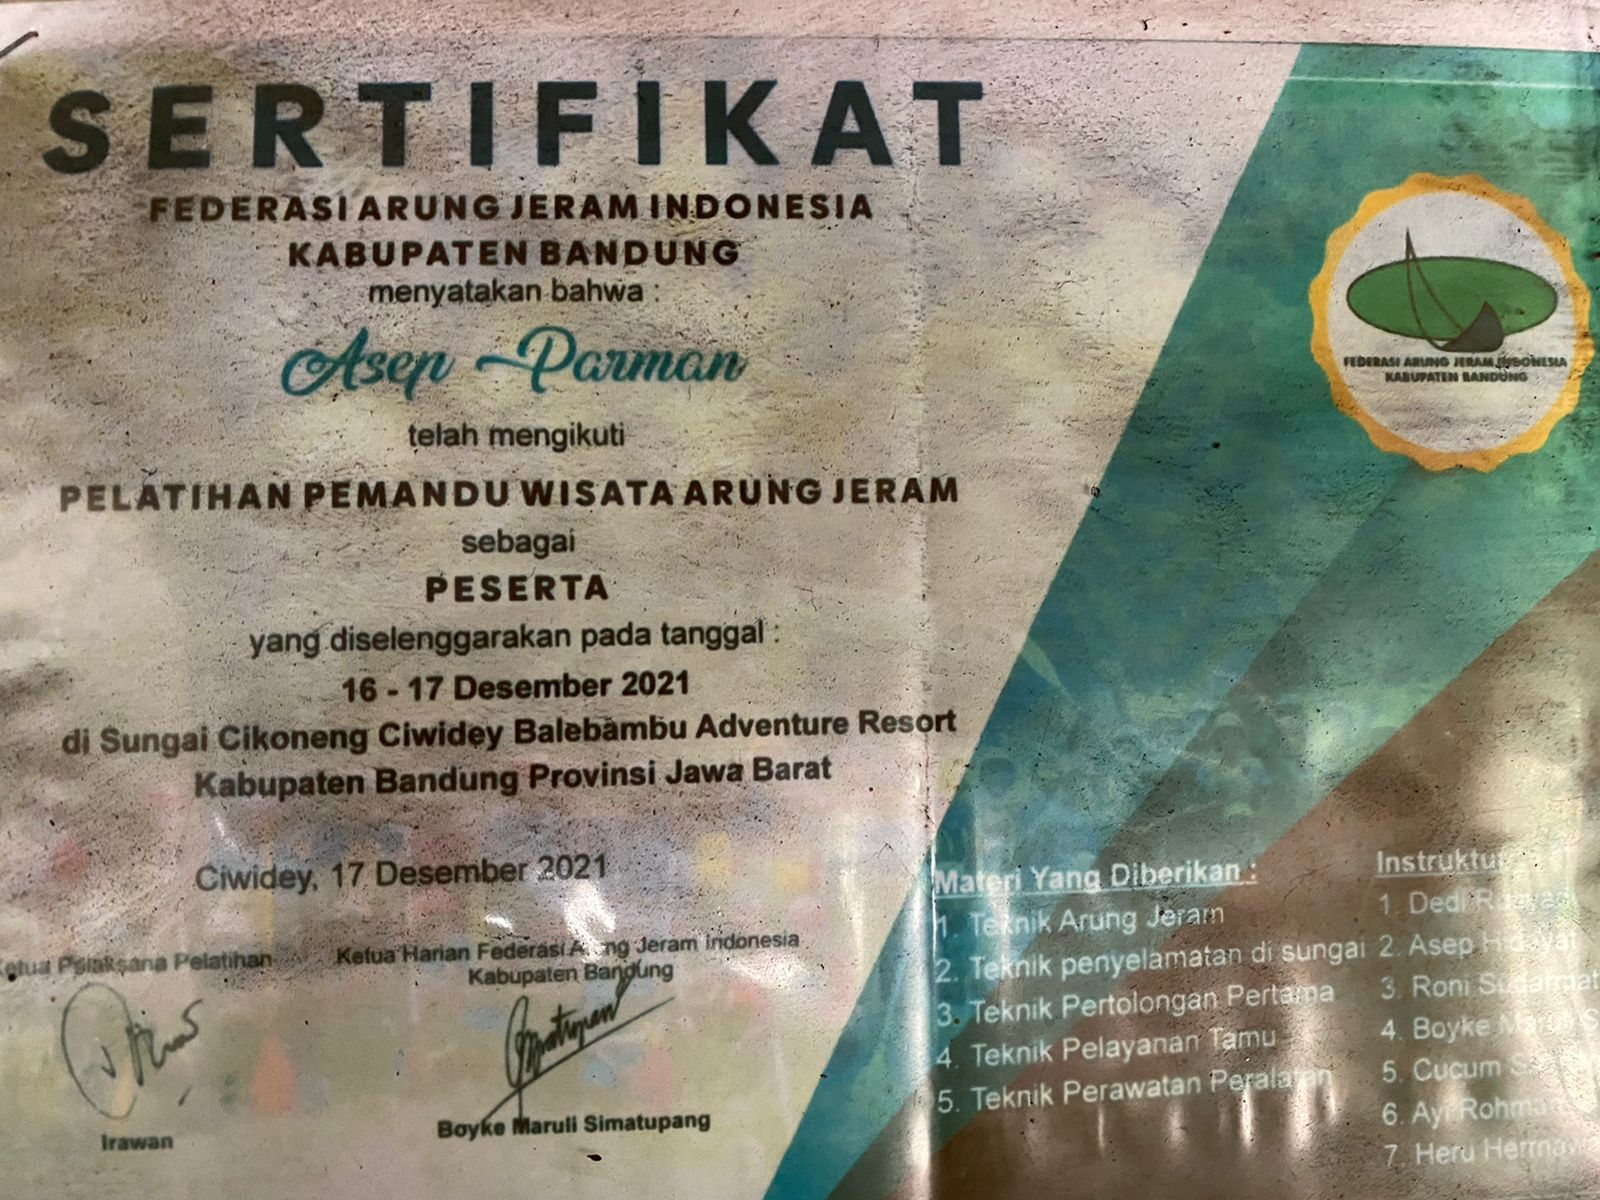 SERTIFIKAT
FEDERASI ARUNG JERAM INDONESIA
KABUPATEN BANDUNG
menyatakan bahwa :
Asep Parman
telah mengikuti
PELATIHAN PEMANDU WISATA ARUNG JERAM
sebagai
PESERTA
yang diselenggarakan pada tanggal :
16 - 17 Desember 2021
di Sungai Cikoneng Ciwidey Balebambu Adventure Resort
Kabupaten Bandung Provinsi Jawa Barat
Ciwidey, 17 Desember 2021
Ketua Pelaksana Pelatihan
Irawan
Ketua Harian Federasi Arung Jeram Indonesia
Kabupaten Bandung
Boyke Maruli Simatupang
FEDERASI ARUNG JERAM INDONESIA
KABUPATEN BANDUNG
Materi Yang Diberikan :
1. Teknik Arung Jeram
2. Teknik penyelamatan di sungai
3. Teknik Pertolongan Pertama
4. Teknik Pelayanan Tamu
5. Teknik Perawatan Peralatan
Instruktur
1. Dedi
2. Asep
3. Roni
4. Boyke Maruli S
5. Cucum
6. Ayi Rohman
7. Heru